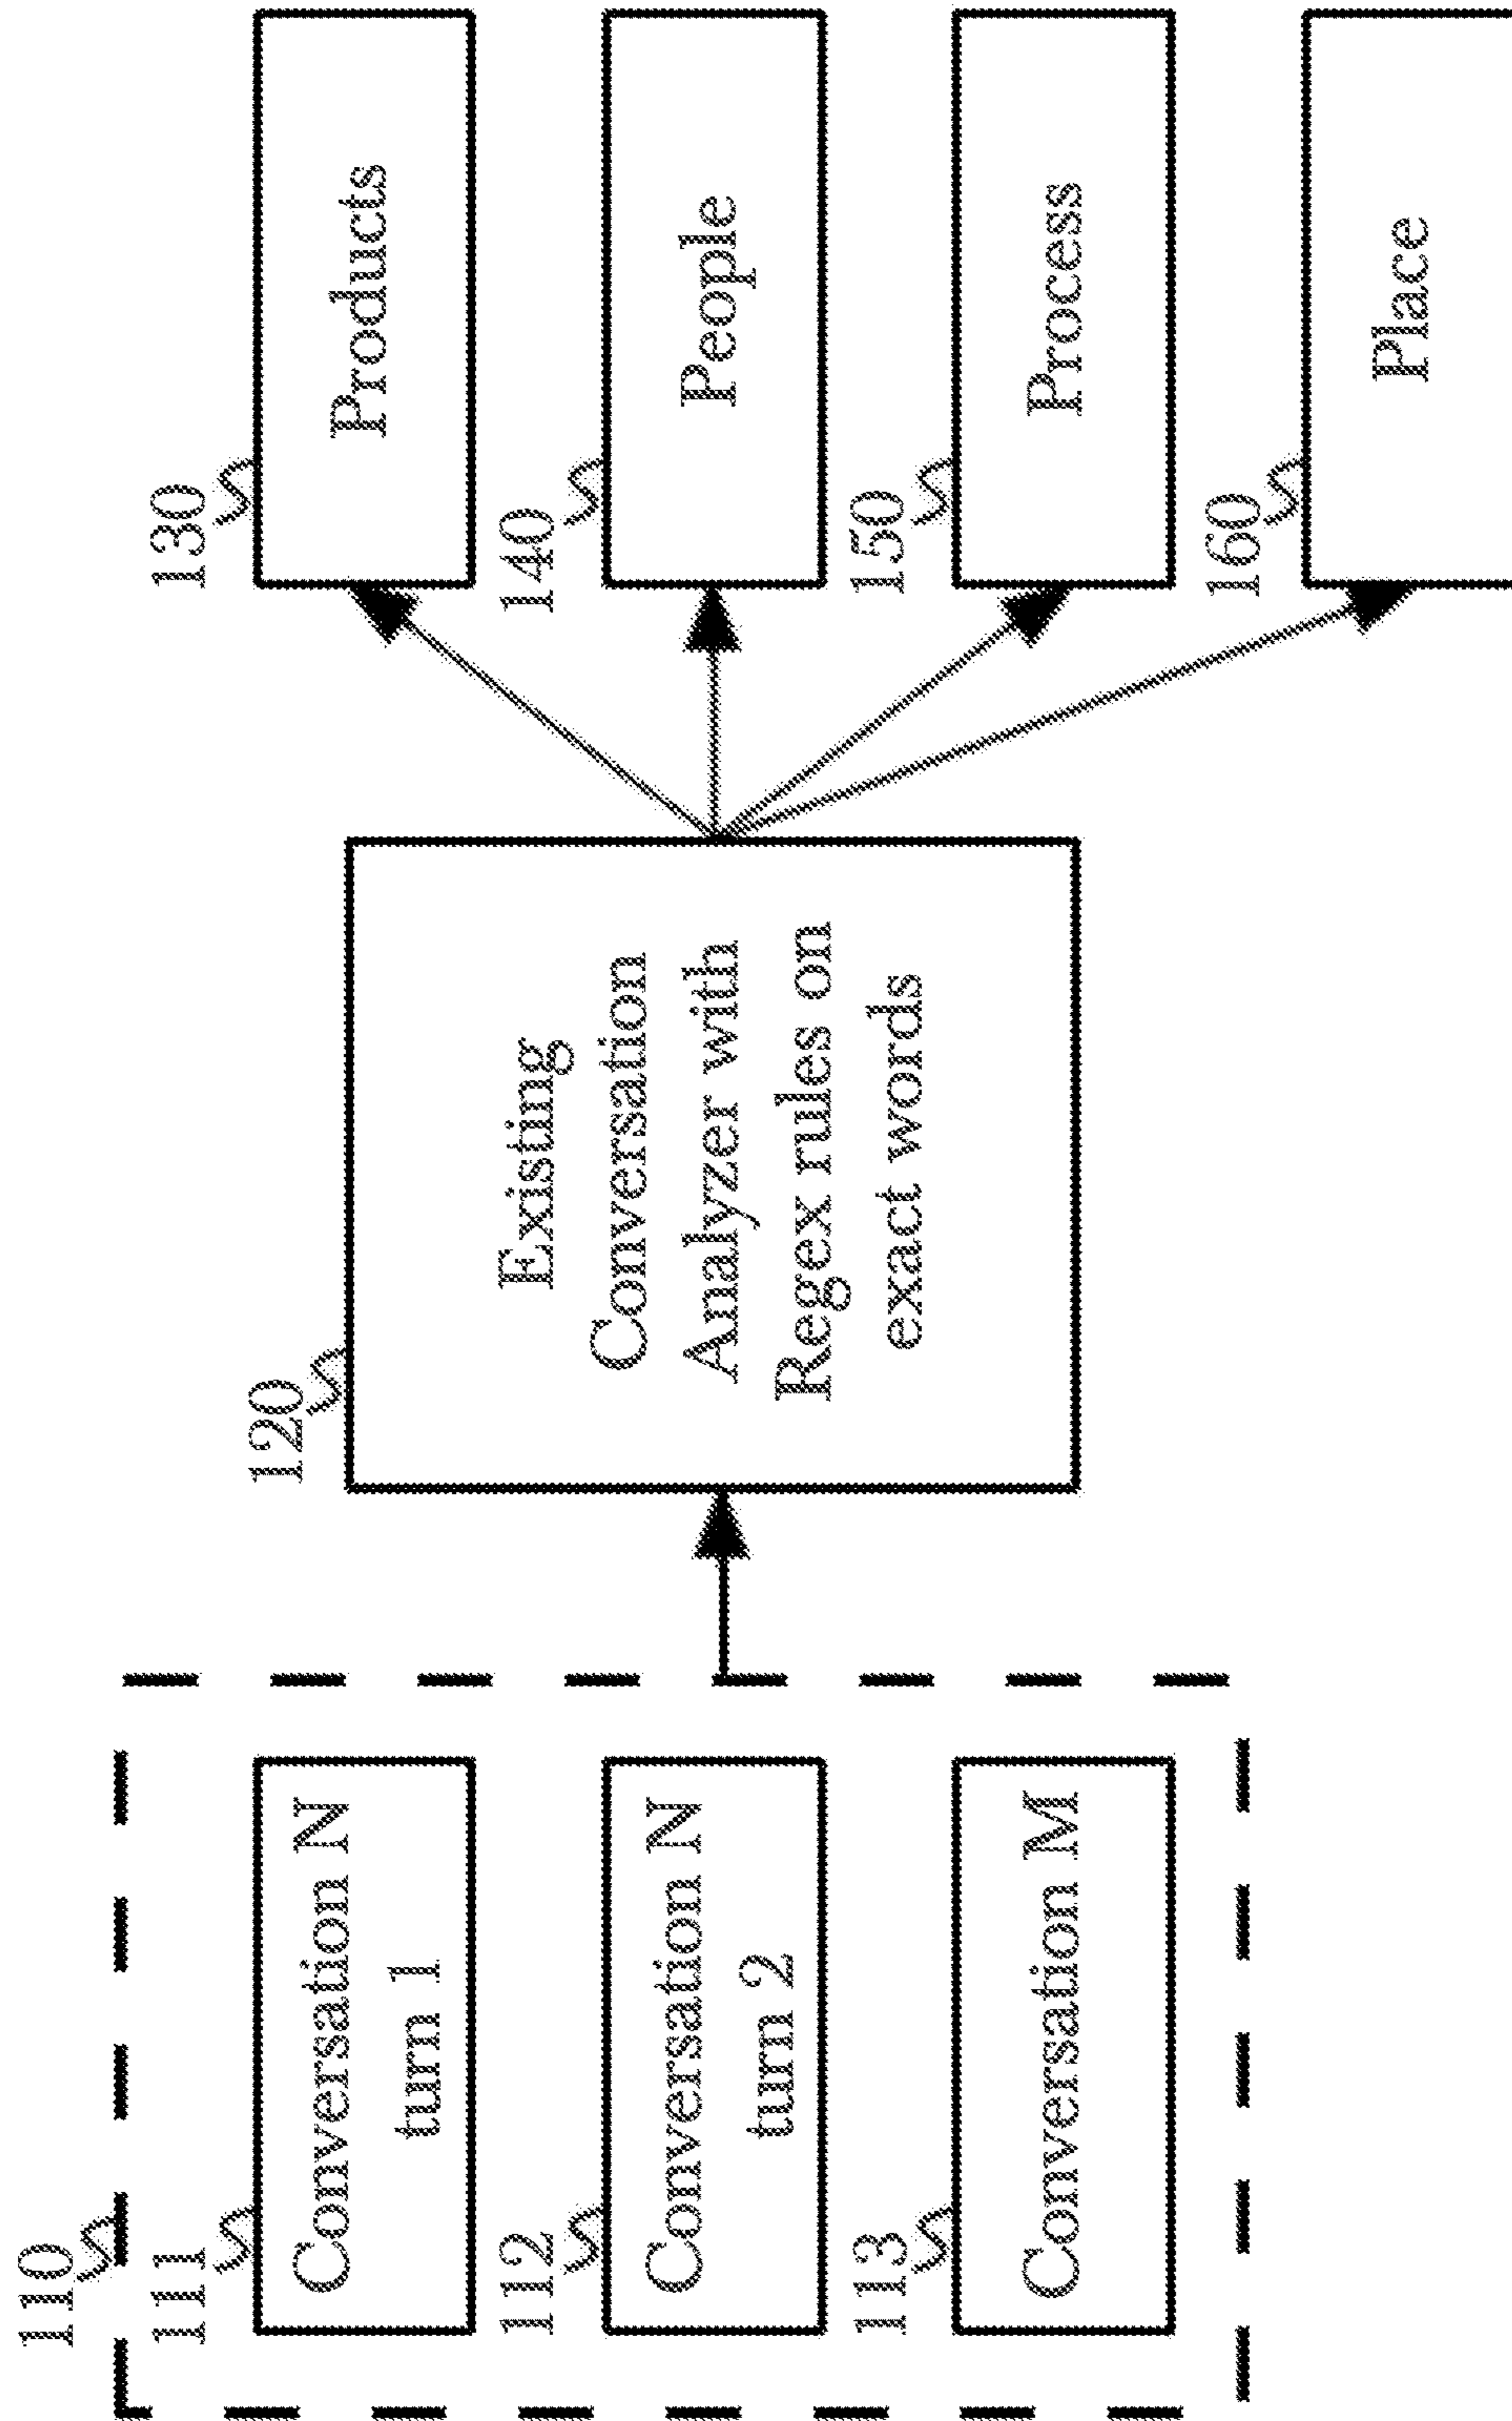 110
111
Conversation N
turn 1
112
Conversation N
turn 2
113
Conversation M
120
Existing
Conversation
Analyzer with
Regex rules on
exact words
130
Products
140
People
150
Process
160
Place